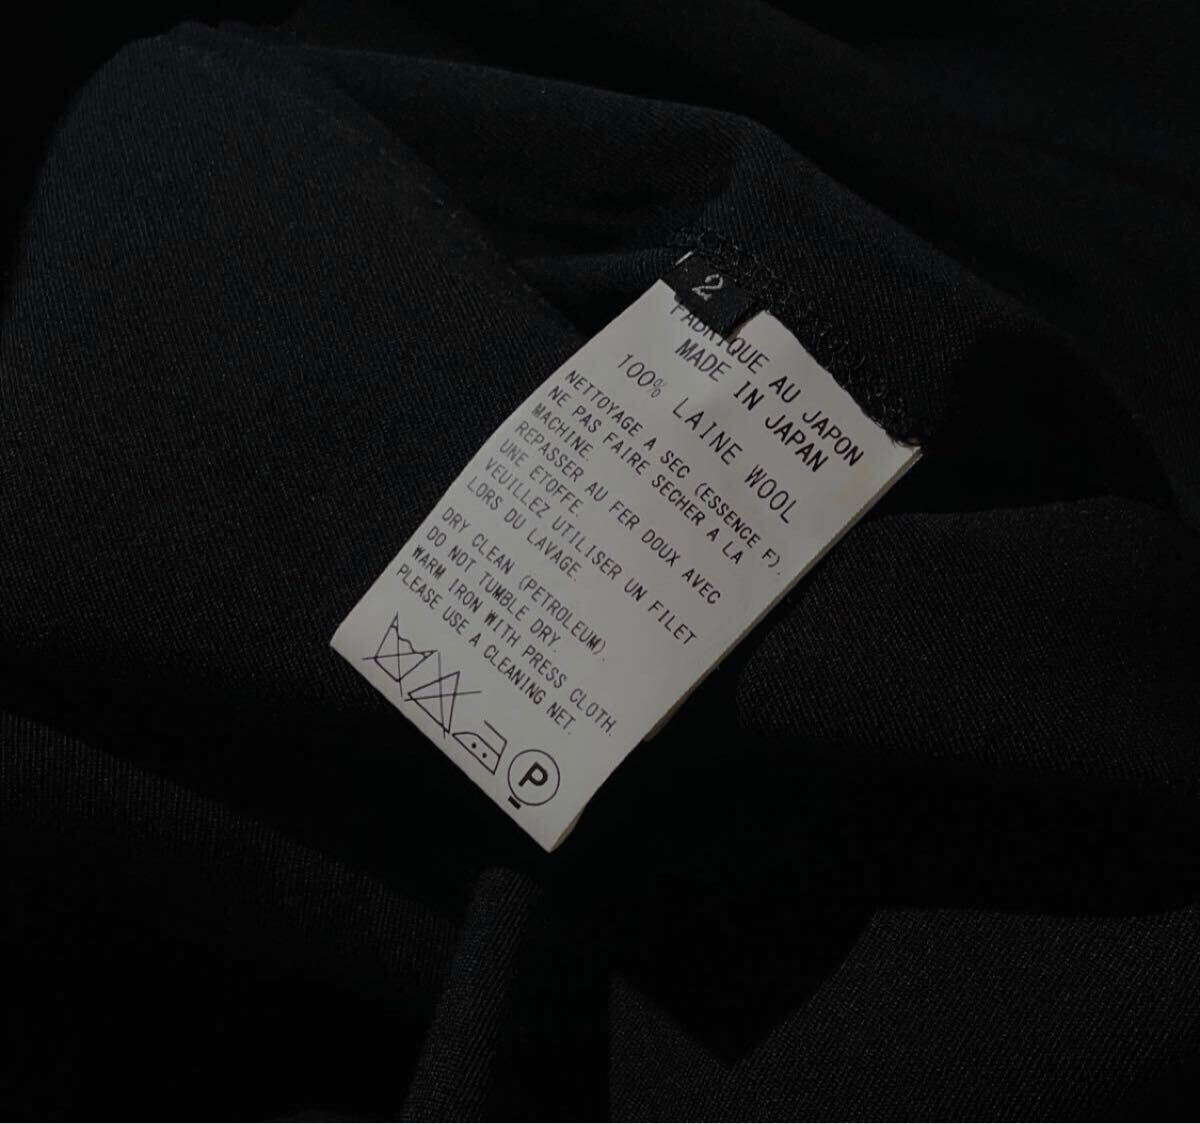 2
FABRIQUE AU JAPON
MADE IN JAPAN
100% LAINE WOOL
NETTOYAGE A SEC (ESSENCE F).
NE PAS FAIRE SECHER A LA
MACHINE.
REPASSER AU FER DOUX AVEC
UNE ETOFFE.
VEUILLEZ UTILISER UN FILET
LORS DU LAVAGE.
DRY CLEAN (PETROLEUM).
DO NOT TUMBLE DRY.
WARM IRON WITH PRESS CLOTH.
PLEASE USE A CLEANING NET.
P